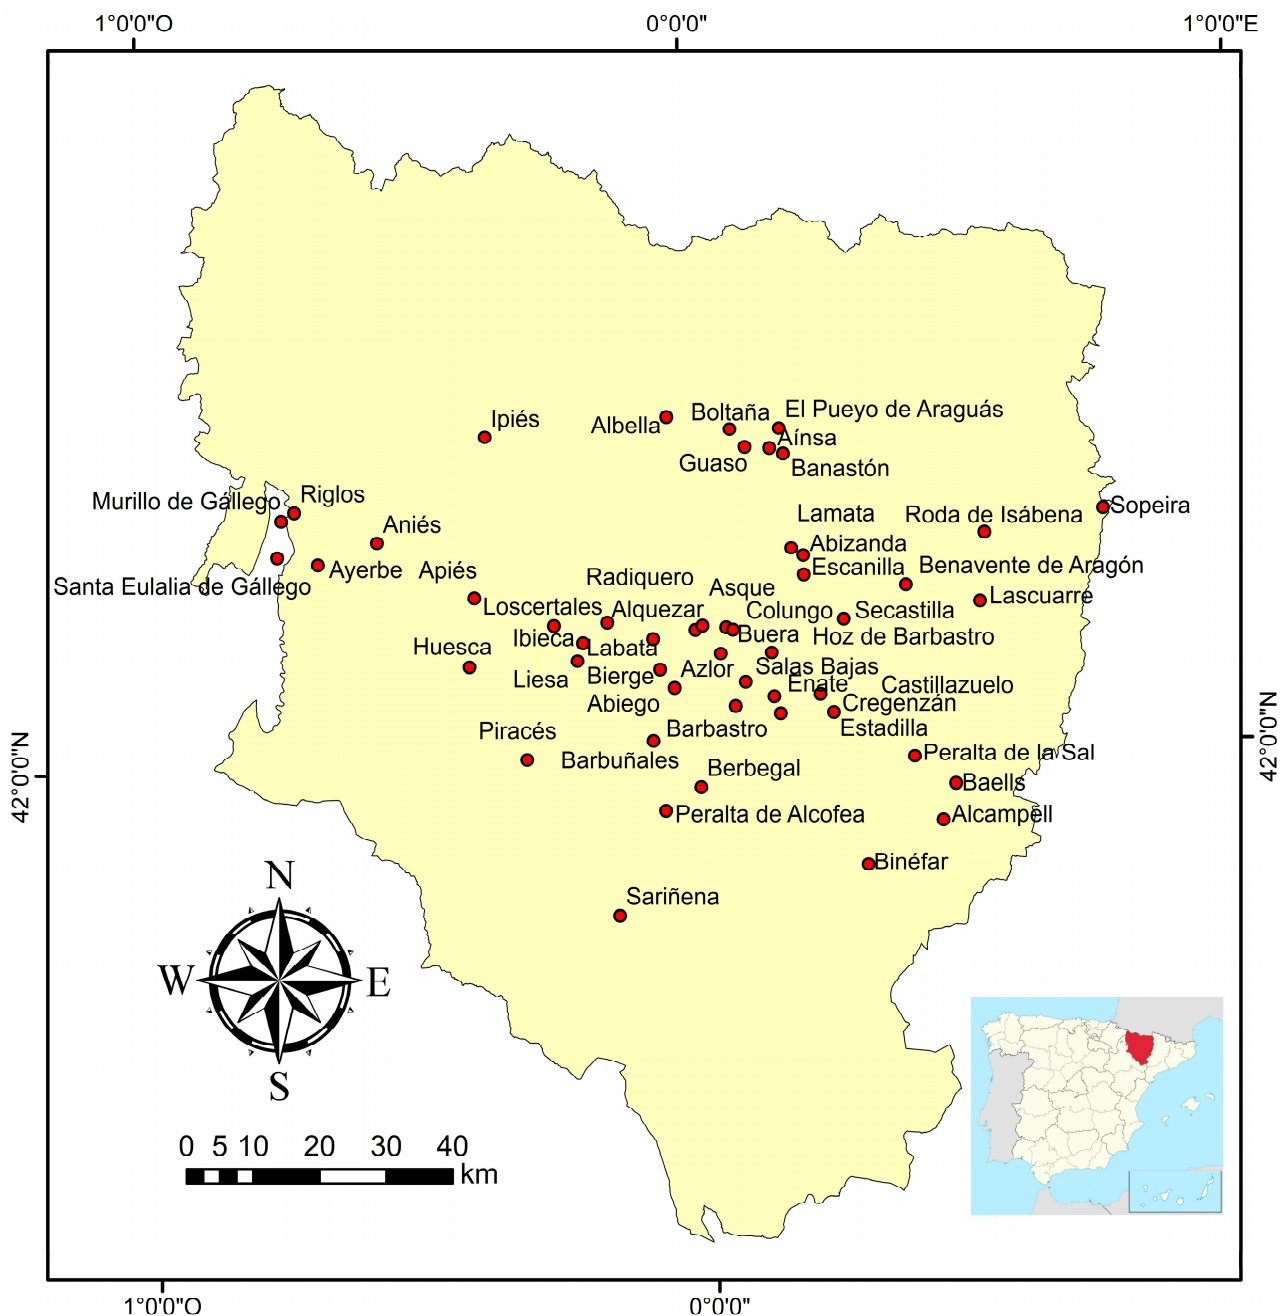 1°0'0"O
0°0'0"
1°0'0"E
Ipiés
Albella
Boltaña
El Pueyo de Araguás
Aínsa
Guaso
Banastón
Murillo de Gállego
Riglos
Aniés
Lamata
Roda de Isábena
Sopeira
Abizanda
Santa Eulalia de Gállego
Ayerbe
Apiés
Escanilla
Benavente de Aragón
Radiquero
Asque
Lascuarre
Loscertales
Alquezar
Colungo
Secastilla
Huesca
Ibieca
Labata
Buera
Hoz de Barbastro
Liesa
Bierge
Azlor
Salas Bajas
Enate
Castillazuelo
Abiego
Cregenzán
Piracés
Barbastro
Estadilla
42°0'0"N
42°0'0"N
Barbuñales
Berbegal
Peralta de la Sal
Baells
Peralta de Alcofea
Alcampell
Binéfar
Sariñena
N
W
E
S
0 5 10 20 30 40
km
1°0'0"O
0°0'0"